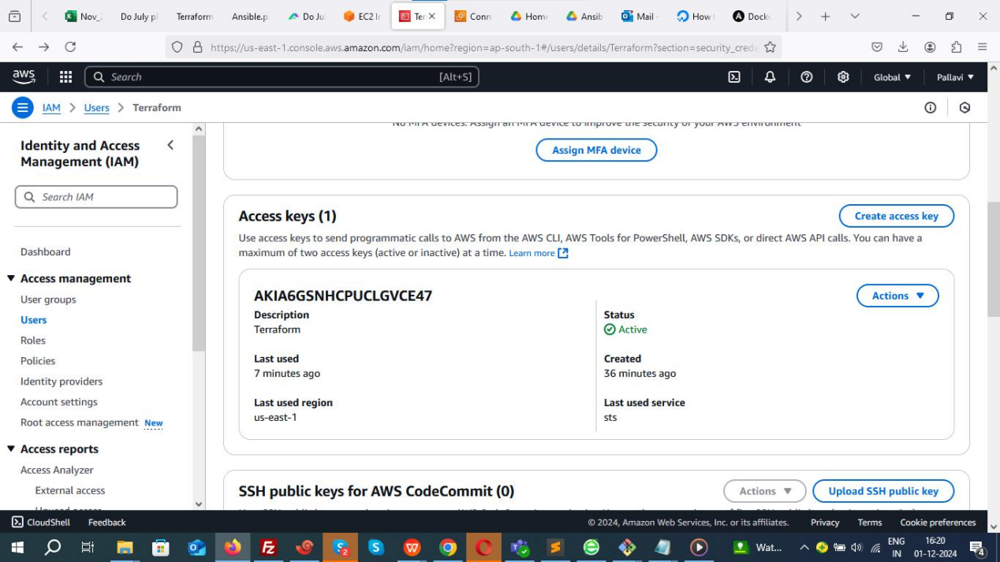 Nov_
Do July pl
Terraform
Ansible.p
Do Ju
EC2 In
Ter
Conn
Home
Ansib
Mail -
How
Docke
https://us-east-1.console.aws.amazon.com/iam/home?region=ap-south-1#/users/details/Terraform?section=security_crede
aws
Search
[Alt+S]
Global
Pallavi
IAM > Users > Terraform
Identity and Access
Management (IAM)
Search IAM
Dashboard
Access management
User groups
Users
Roles
Policies
Identity providers
Account settings
Root access management New
Access reports
Access Analyzer
External access
Unused access
No MFA devices. Assign an MFA device to improve the security of your AWS environment
Assign MFA device
Access keys (1)
Create access key
Use access keys to send programmatic calls to AWS from the AWS CLI, AWS Tools for PowerShell, AWS SDKs, or direct AWS API calls. You can have a
maximum of two access keys (active or inactive) at a time. Learn more
AKIA6GSNHCPUCLGVCE47
Actions
Description
Terraform
Status
Active
Last used
7 minutes ago
Created
36 minutes ago
Last used region
us-east-1
Last used service
sts
SSH public keys for AWS CodeCommit (0)
Actions
Upload SSH public key
CloudShell
Feedback
© 2024, Amazon Web Services, Inc. or its affiliates.
Privacy
Terms
Cookie preferences
Wat...
ENG
IN
16:20
01-12-2024
4